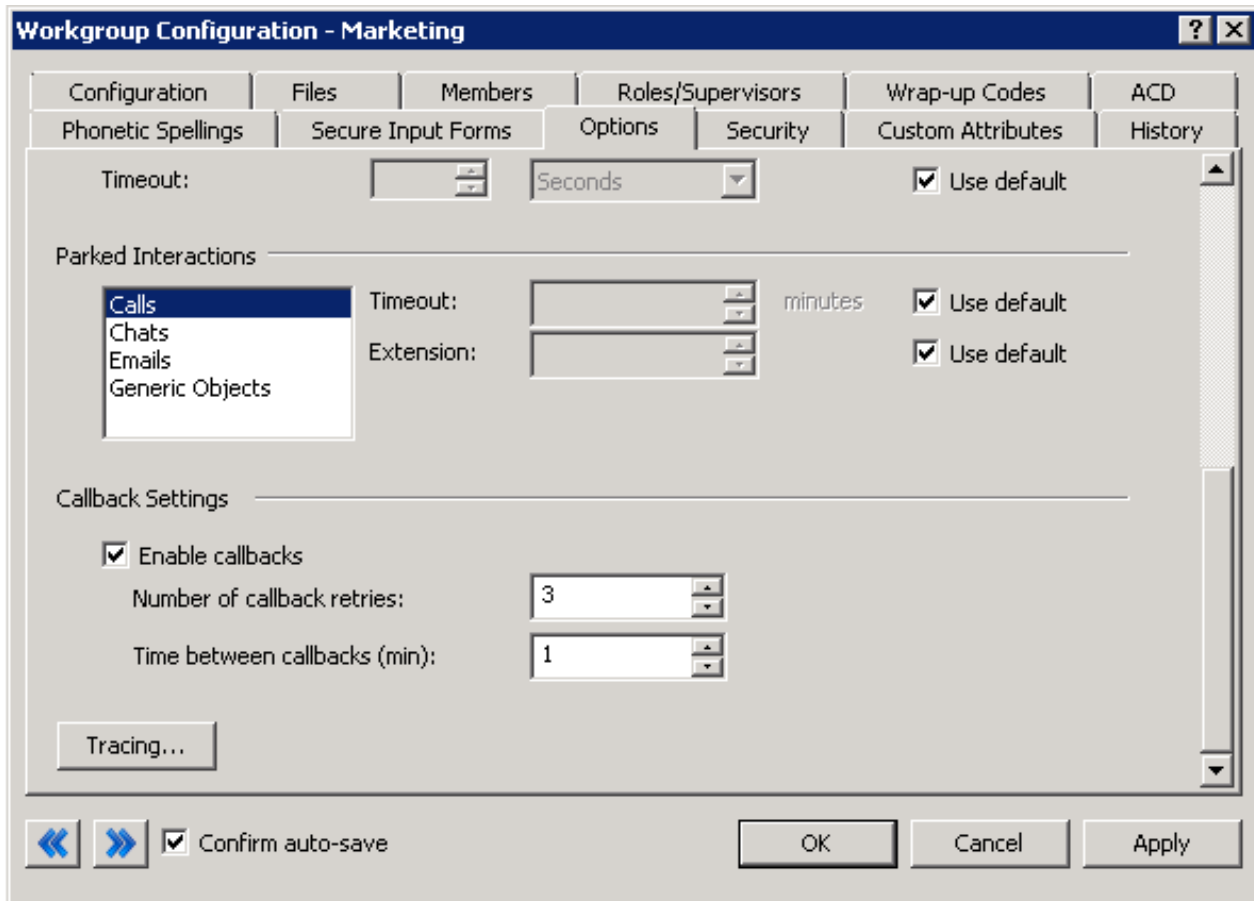 Workgroup Configuration - Marketing
Configuration Files Members Roles/Supervisors Wrap-up Codes ACD
Phonetic Spellings Secure Input Forms Options Security Custom Attributes History
Timeout: Seconds Use default
Parked Interactions
Calls Timeout: minutes Use default
Chats
Emails Extension: Use default
Generic Objects
Callback Settings
Enable callbacks
Number of callback retries: 3
Time between callbacks (min): 1
Tracing...
Confirm auto-save OK Cancel Apply